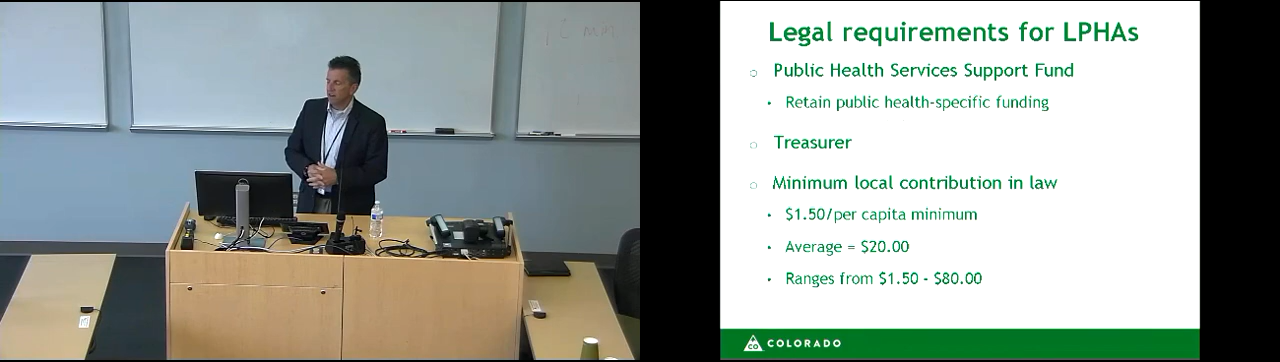 Legal requirements for LPHAs
Public Health Services Support Fund
Retain public health-specific funding
Treasurer
Minimum local contribution in law
$1.50/per capita minimum
Average = $20.00
Ranges from $1.50 - $80.00
CO COLORADO